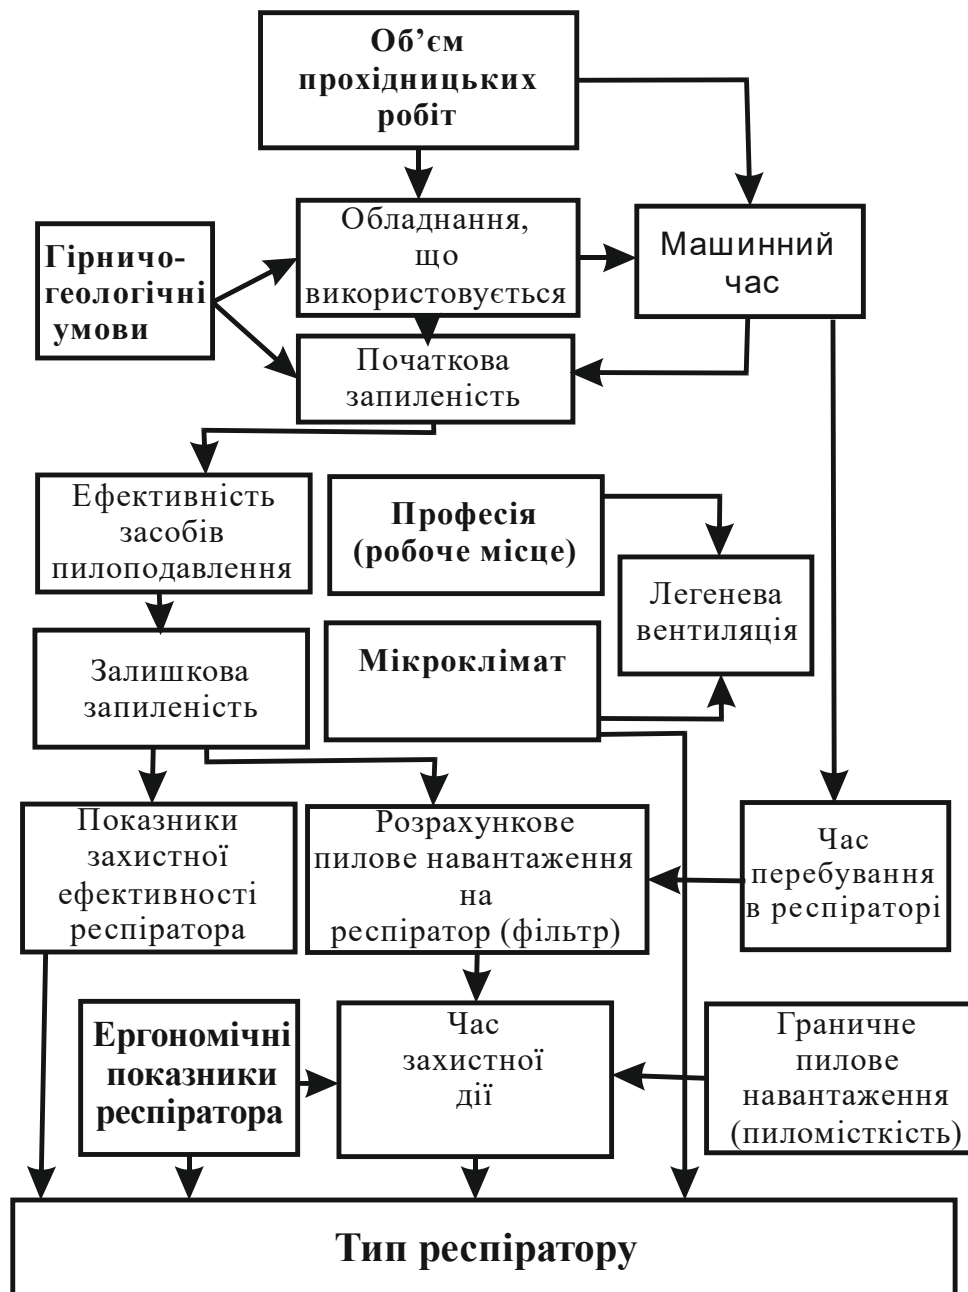 Об’єм
прохідницьких
робіт
Обладнання,
що
використовується
Машинний
час
Гірничо-
геологічні
умови
Початкова
запиленість
Ефективність
засобів
пилоподавлення
Професія
(робоче місце)
Легенева
вентиляція
Мікроклімат
Залишкова
запиленість
Показники
захистної
ефективності
респіратора
Розрахункове
пилове навантаження
на
респіратор (фільтр)
Час
перебування
в респіраторі
Ергономічні
показники
респіратора
Час
захистної
дії
Граничне
пилове
навантаження
(пиломісткість)
Тип респіратору